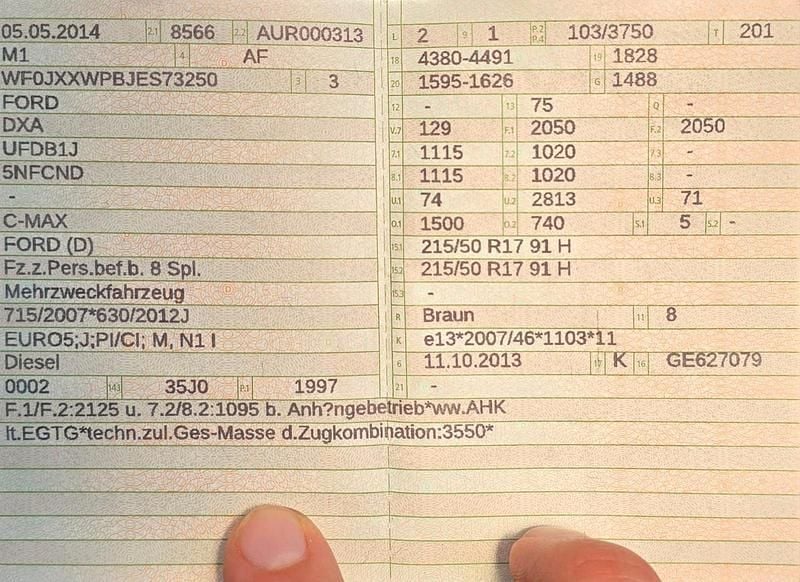 05.05.2014 2.1 8566 2.2 AUR000313
M1 4 AF
WF0JXXWPBJES73250 3 3
FORD
DXA
UFDB1J
5NFCND
-
C-MAX
FORD (D)
Fz.z.Pers.bef.b. 8 Spl.
Mehrzweckfahrzeug
715/2007*630/2012J
EURO5;J;PI/CI; M, N1 I
Diesel
0002 14.1 35J0 P.1 1997
L 2 9 1 P.2 P.4 103/3750 T 201
18 4380-4491 19 1828
20 1595-1626 G 1488
12 - 13 75 Q -
V.7 129 F.1 2050 F.2 2050
7.1 1115 7.2 1020 7.3 -
8.1 1115 8.2 1020 8.3 -
U.1 74 U.2 2813 U.3 71
O.1 1500 O.2 740 S.1 5 S.2 -
15.1 215/50 R17 91 H
15.2 215/50 R17 91 H
15.3 -
R Braun 11 8
K e13*2007/46*1103*11
6 11.10.2013 17 K 16 GE627079
21 -
F.1/F.2:2125 u. 7.2/8.2:1095 b. Anh?ngebetrieb*ww.AHK
lt.EGTG*techn.zul.Ges-Masse d.Zugkombination:3550*